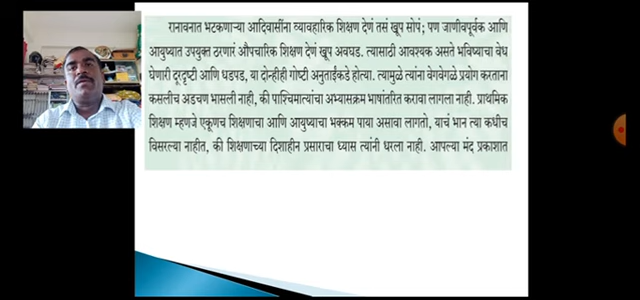 रानावनात भटकणाऱ्या आदिवासींना व्यावहारिक शिक्षण देणं तसं खूप सोपं; पण जाणीवपूर्वक आणि
आयुष्यात उपयुक्त ठरणारं औपचारिक शिक्षण देणं खूप अवघड. त्यासाठी आवश्यक असते भविष्याचा वेध
घेणारी दूरदृष्टी आणि धडपड, या दोन्हीही गोष्टी अनुताईंकडे होत्या. त्यामुळे त्यांना वेगवेगळे प्रयोग करताना
कसलीच अडचण भासली नाही, की पाश्चिमात्यांचा अभ्यासक्रम भाषांतरित करावा लागला नाही. प्राथमिक
शिक्षण म्हणजे एकूणच शिक्षणाचा आणि आयुष्याचा भक्कम पाया असावा लागतो, याचं भान त्या कधीच
विसरल्या नाहीत, की शिक्षणाच्या दिशाहीन प्रसाराचा ध्यास त्यांनी धरला नाही. आपल्या मंद प्रकाशात